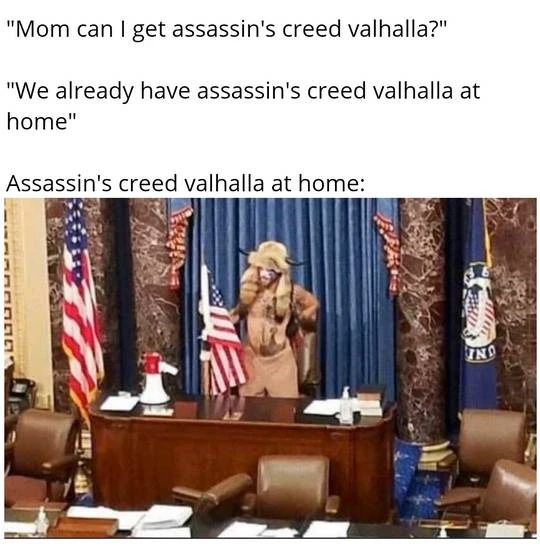 "Mom can I get assassin's creed valhalla?"
"We already have assassin's creed valhalla at
home"
Assassin's creed valhalla at home: